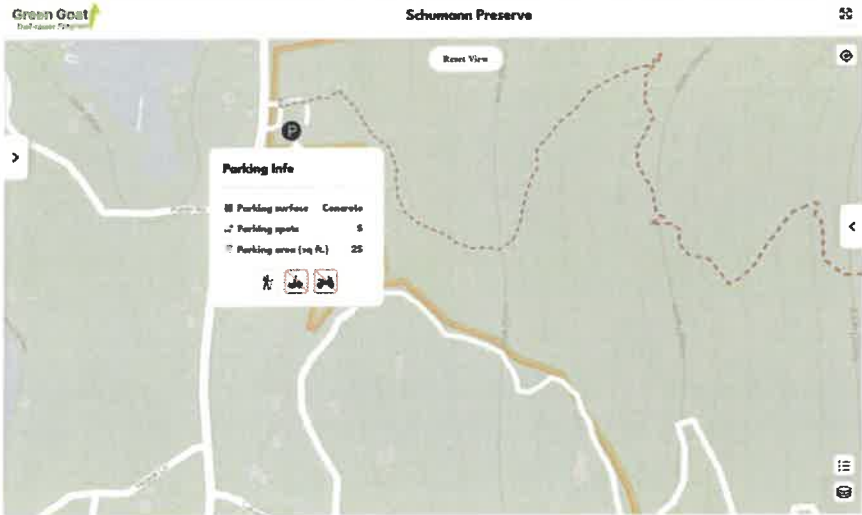 Green Goat
Schumann Preserve
Reset View
P
Parking Info
Parking surface Concrete
Parking spots 5
Parking area (sq ft.) 25